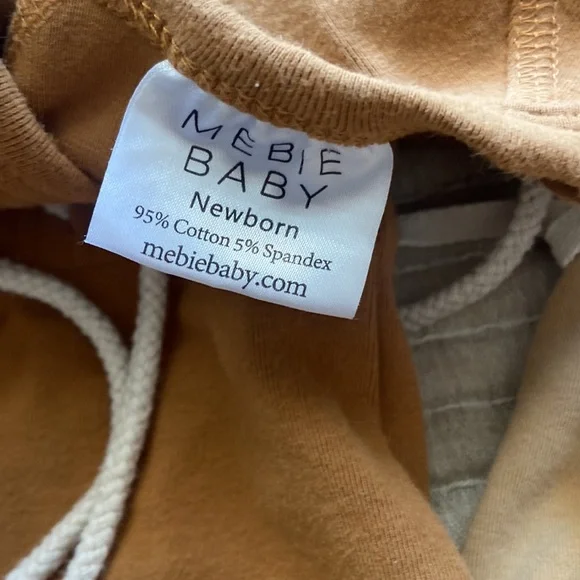 MEBIE
BABY
Newborn
95% Cotton 5% Spandex
mebiebaby.com